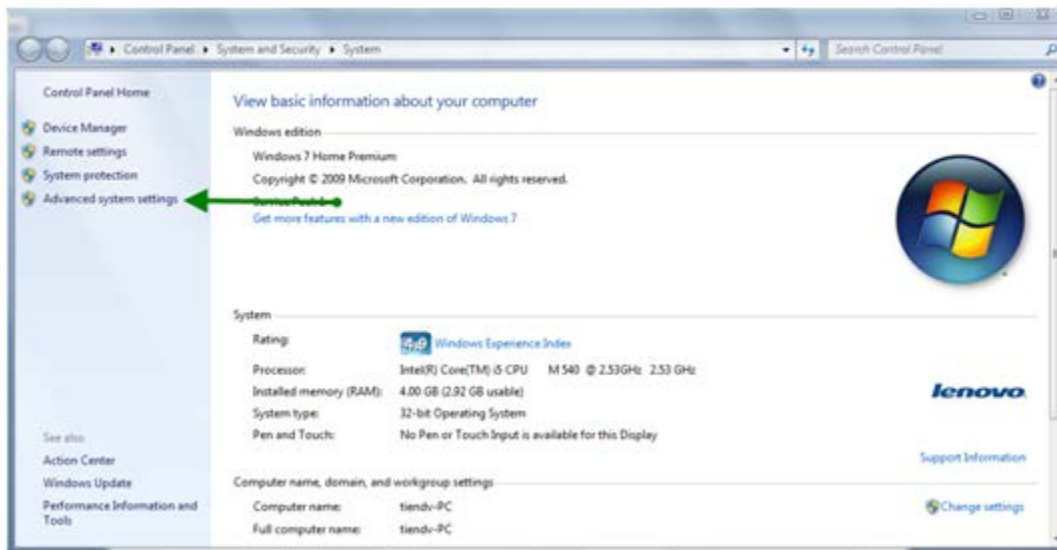 Control Panel ▸ System and Security ▸ System
Search Control Panel
Control Panel Home
Device Manager
Remote settings
System protection
Advanced system settings
View basic information about your computer
Windows edition
Windows 7 Home Premium
Copyright © 2009 Microsoft Corporation. All rights reserved.
Service Pack 1
Get more features with a new edition of Windows 7
System
Rating:
4.9 Windows Experience Index
Processor: Intel(R) Core(TM) i5 CPU M 540 @ 2.53GHz 2.53 GHz
Installed memory (RAM): 4.00 GB (2.92 GB usable)
System type: 32-bit Operating System
Pen and Touch: No Pen or Touch Input is available for this Display
lenovo
Support Information
Computer name, domain, and workgroup settings
Computer name: tiendv-PC
Full computer name: tiendv-PC
Change settings
See also
Action Center
Windows Update
Performance Information and
Tools